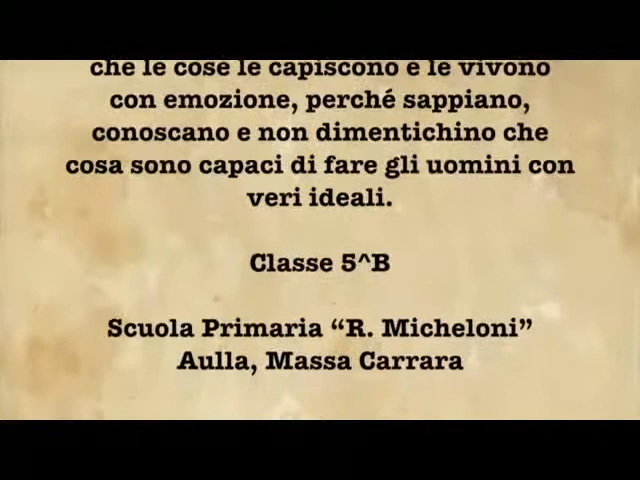 che le cose le capiscono e le vivono
con emozione, perché sappiano,
conoscano e non dimentichino che
cosa sono capaci di fare gli uomini con
veri ideali.
Classe 5^B
Scuola Primaria “R. Micheloni”
Aulla, Massa Carrara